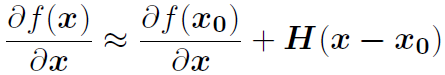 ∂f(x)/∂x ≈ ∂f(x₀)/∂x + H(x − x₀)